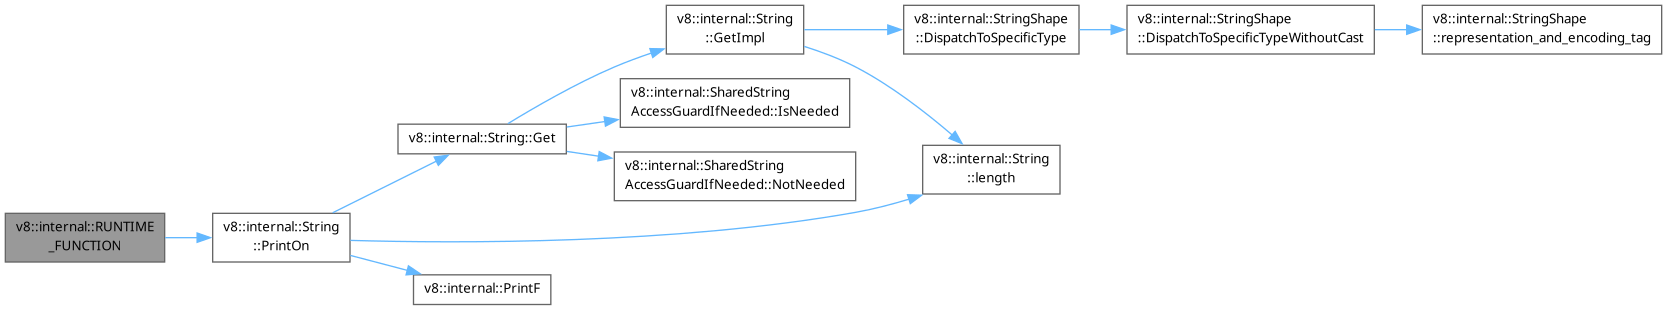 v8::internal::RUNTIME
_FUNCTION
v8::internal::String
::PrintOn
v8::internal::String::Get
v8::internal::PrintF
v8::internal::String
::GetImpl
v8::internal::SharedString
AccessGuardIfNeeded::IsNeeded
v8::internal::SharedString
AccessGuardIfNeeded::NotNeeded
v8::internal::StringShape
::DispatchToSpecificType
v8::internal::String
::length
v8::internal::StringShape
::DispatchToSpecificTypeWithoutCast
v8::internal::StringShape
::representation_and_encoding_tag